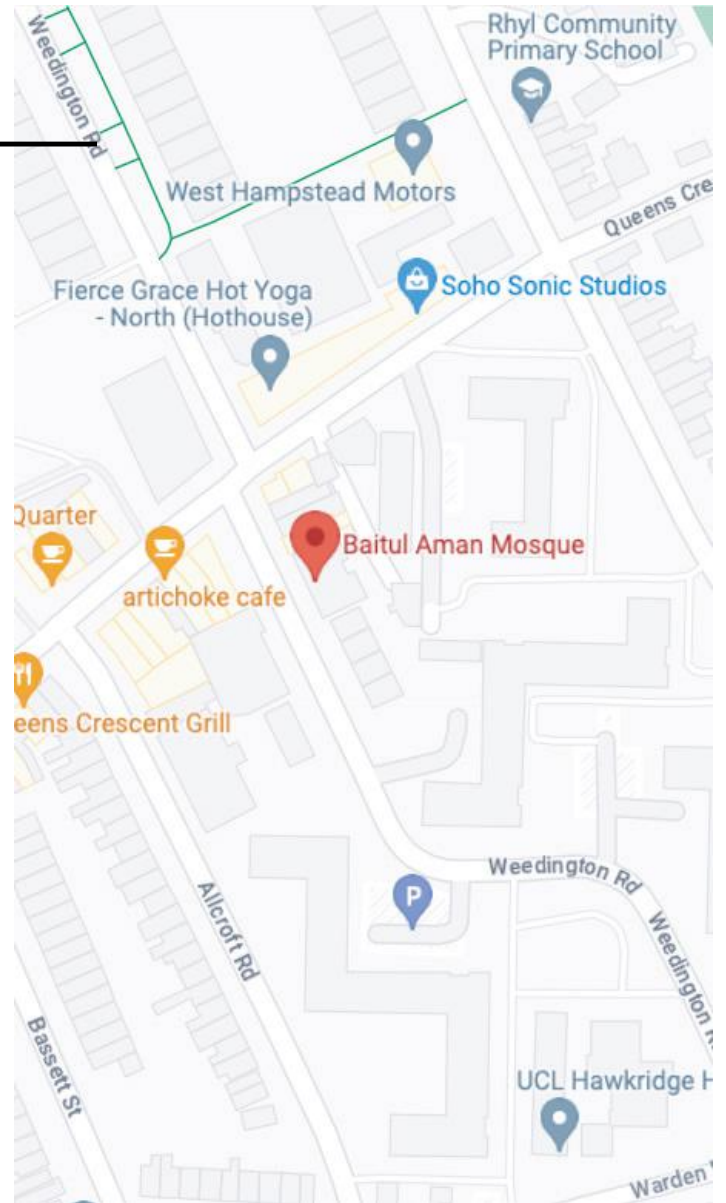 Rhyl Community
Primary School
Weedington Rd
West Hampstead Motors
Queens Cre
Fierce Grace Hot Yoga
- North (Hothouse)
Soho Sonic Studios
Quarter
artichoke cafe
Baitul Aman Mosque
eens Crescent Grill
Weedington Rd
P
Allcroft Rd
Weedington R
Bassett St
UCL Hawkridge H
Warden